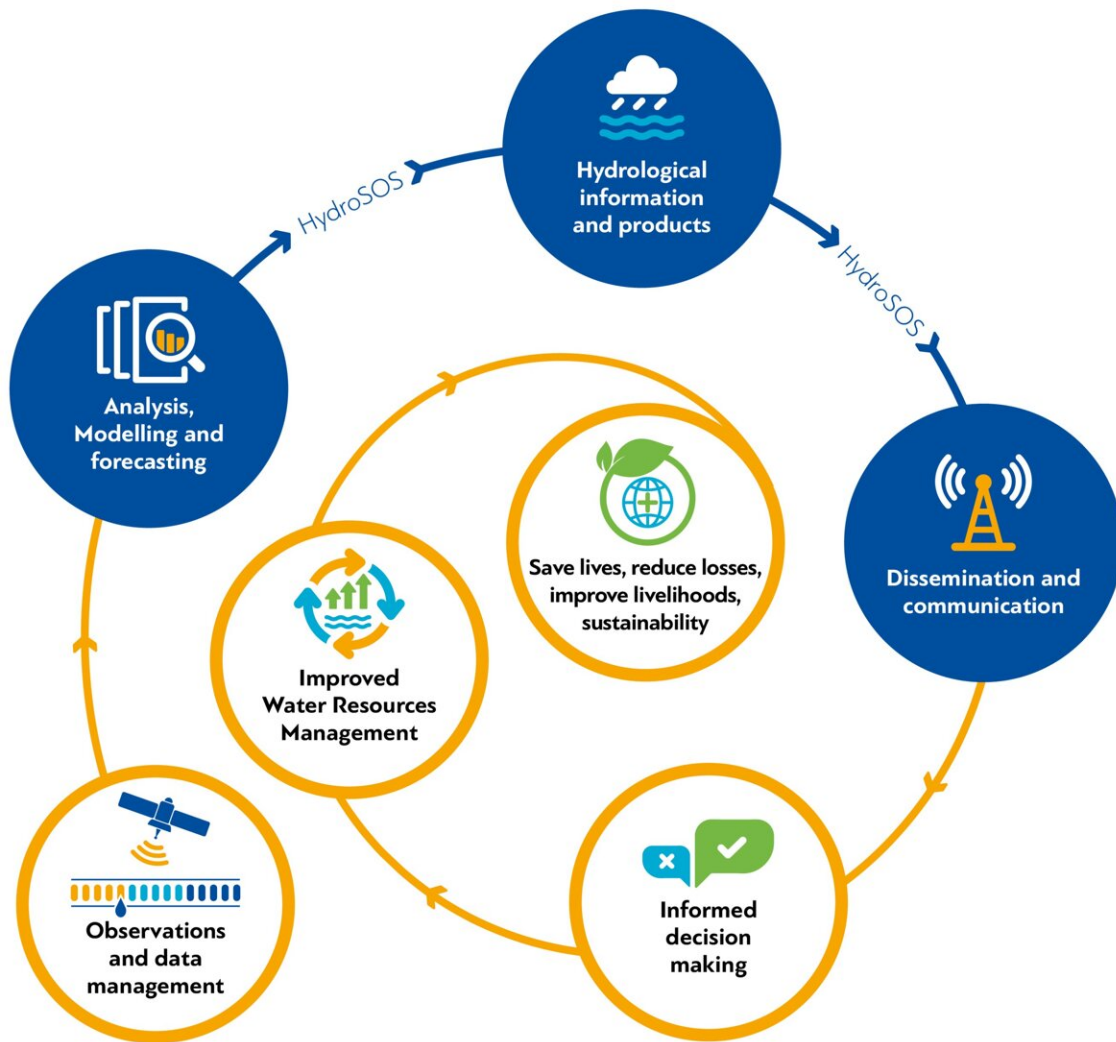 Hydrological
information
and products
HydroSOS
HydroSOS
Analysis,
Modelling and
forecasting
Dissemination and
communication
Save lives, reduce losses,
improve livelihoods,
sustainability
Improved
Water Resources
Management
Observations
and data
management
Informed
decision
making